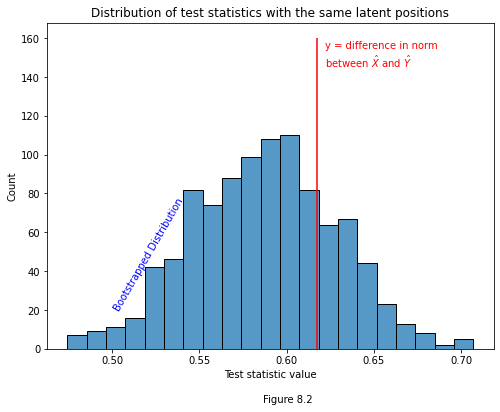 Distribution of test statistics with the same latent positions
160
140
120
100
80
60
40
20
0
Count
y = difference in norm
between X̂ and Ŷ
Bootstrapped Distribution
0.50 0.55 0.60 0.65 0.70
Test statistic value
Figure 8.2